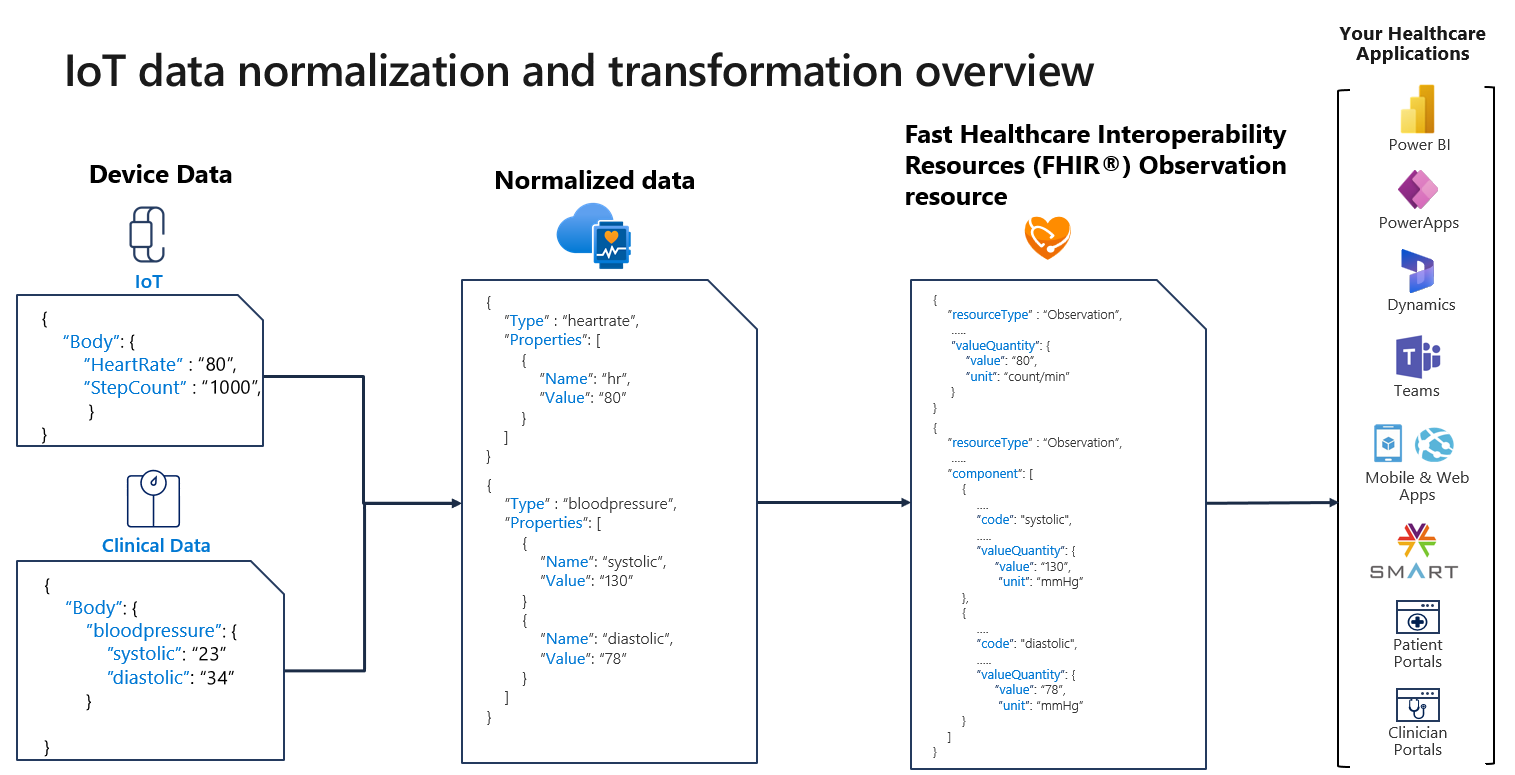 IoT data normalization and transformation overview
Device Data
IoT
{
“Body”: {
“HeartRate” : “80”,
“StepCount” : “1000”,
}
}
Clinical Data
{
“Body”: {
“bloodpressure”: {
“systolic”: “23”
“diastolic”: “34”
}
}
Normalized data
{
“Type” : “heartrate”,
“Properties”: [
{
“Name”: “hr”,
“Value”: “80”
}
]
}
{
“Type” : “bloodpressure”,
“Properties”: [
{
“Name”: “systolic”,
“Value”: “130”
}
{
“Name”: “diastolic”,
“Value”: “78”
}
]
}
Fast Healthcare Interoperability
Resources (FHIR®) Observation
resource
{
“resourceType” : “Observation”,
.....
“valueQuantity”: {
“value”: “80”,
“unit”: “count/min”
}
}
{
“resourceType” : “Observation”,
.....
“component”: [
{
....
“code”: “systolic”,
.....
“valueQuantity”: {
“value”: “130”,
“unit”: “mmHg”
},
{
....
“code”: “diastolic”,
.....
“valueQuantity”: {
“value”: “78”,
“unit”: “mmHg”
}
]
}
Your Healthcare
Applications
Power BI
PowerApps
Dynamics
T
Teams
Mobile & Web
Apps
SMART
Patient
Portals
Clinician
Portals